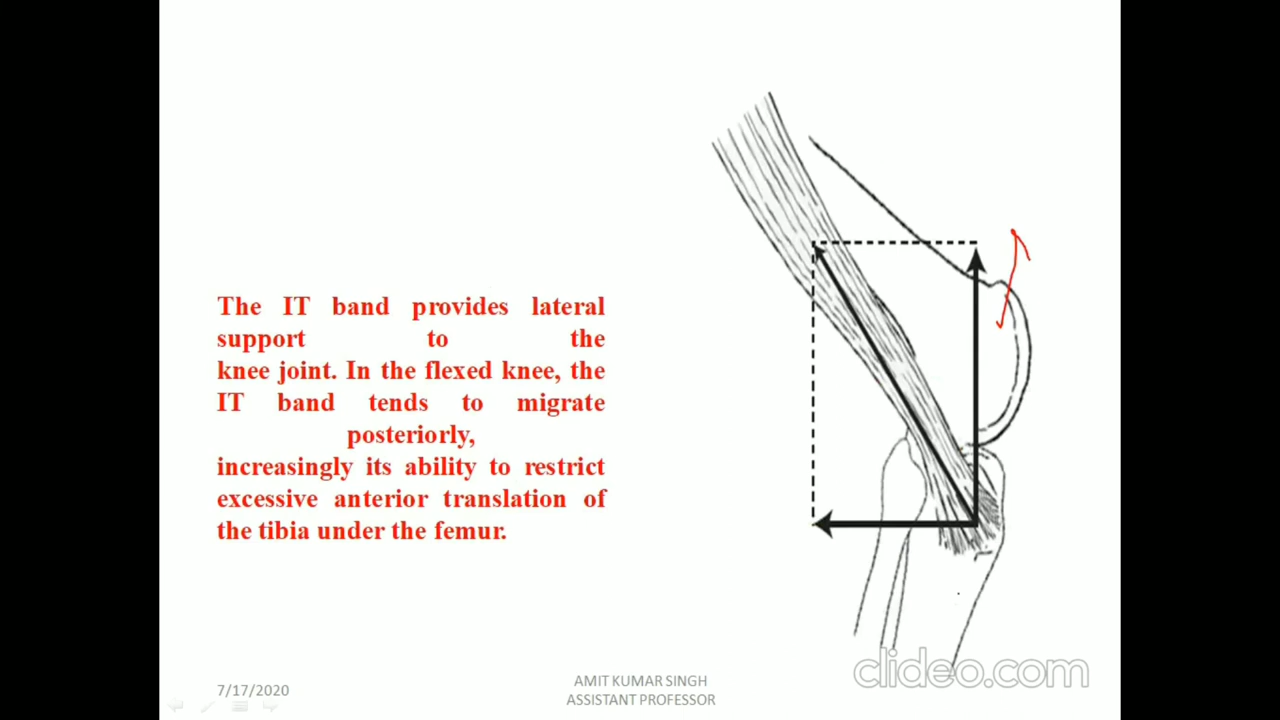 The IT band provides lateral
support to the
knee joint. In the flexed knee, the
IT band tends to migrate
posteriorly,
increasingly its ability to restrict
excessive anterior translation of
the tibia under the femur.
clideo.com
7/17/2020
AMIT KUMAR SINGH
ASSISTANT PROFESSOR